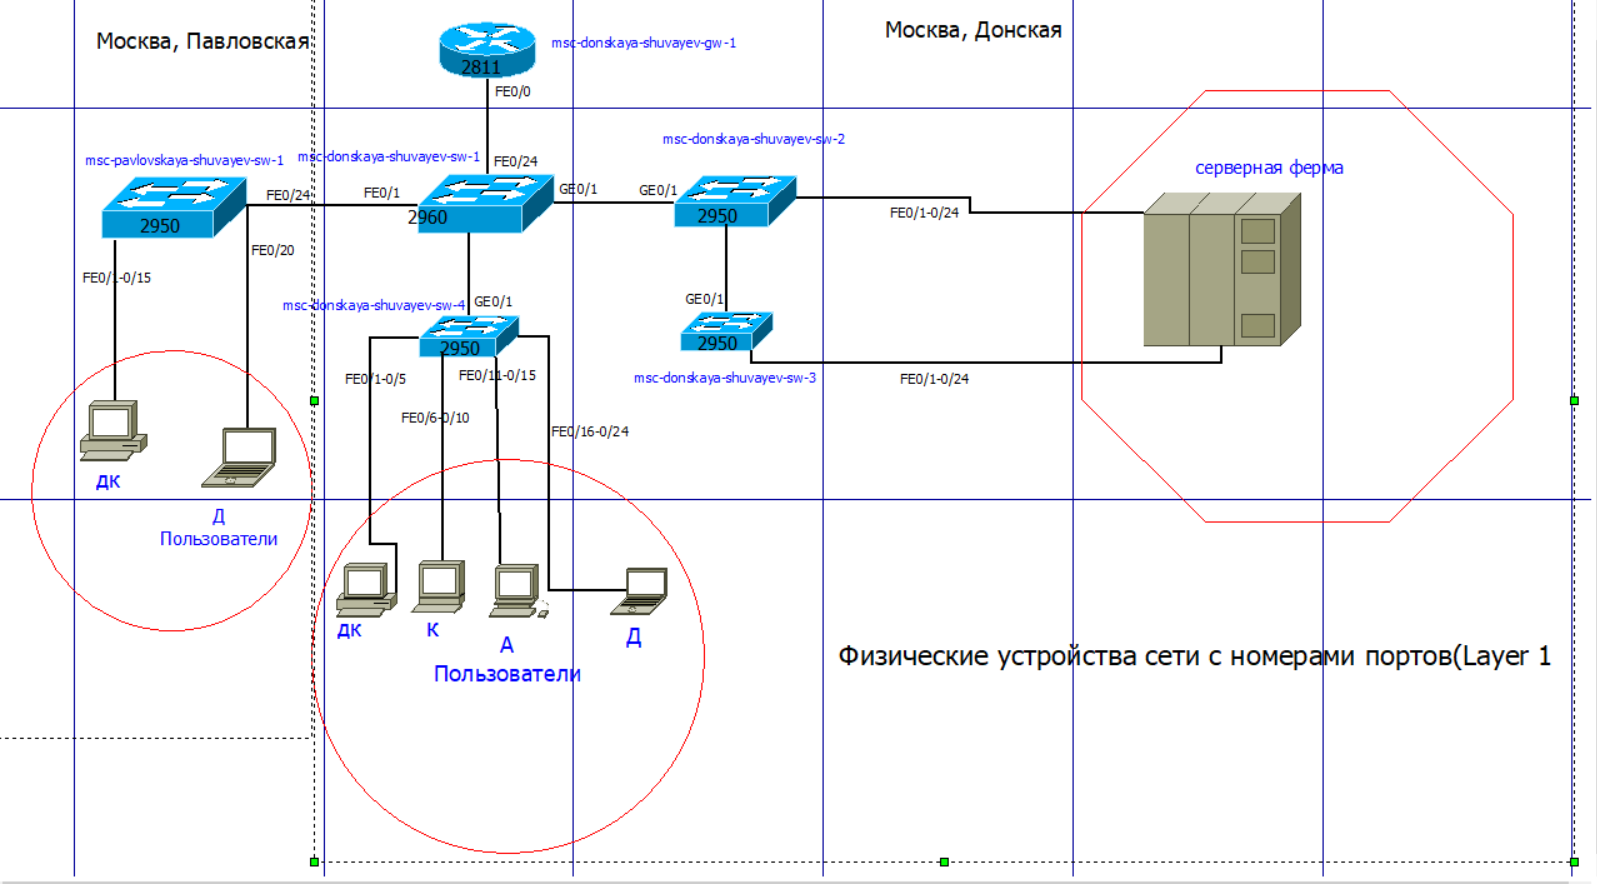 Москва, Павловская
Москва, Донская
2811
msc-donskaya-shuvayev-gw-1
FE0/0
msc-pavlovskaya-shuvayev-sw-1
msc-donskaya-shuvayev-sw-1
FE0/24
msc-donskaya-shuvayev-sw-2
серверная ферма
2950
FE0/24
FE0/1
2960
GE0/1
GE0/1
2950
FE0/1-0/24
FE0/20
FE0/1-0/15
msc-donskaya-shuvayev-sw-4
GE0/1
GE0/1
2950
2950
FE0/1-0/5
FE0/11-0/15
msc-donskaya-shuvayev-sw-3
FE0/1-0/24
FE0/6-0/10
FE0/16-0/24
дк
Д
Пользователи
дк
К
А
Д
Пользователи
Физические устройства сети с номерами портов(Layer 1